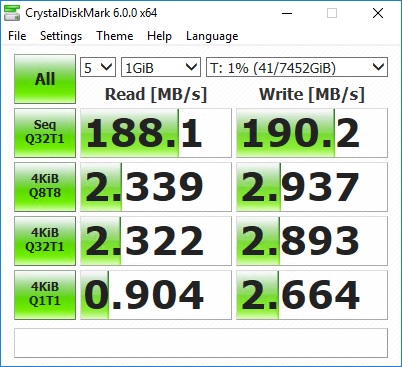 CrystalDiskMark 6.0.0 x64
File Settings Theme Help Language
All 5 1GiB T: 1% (41/7452GiB)
Read [MB/s] Write [MB/s]
Seq
Q32T1 188.1 190.2
4KiB
Q8T8 2.339 2.937
4KiB
Q32T1 2.322 2.893
4KiB
Q1T1 0.904 2.664